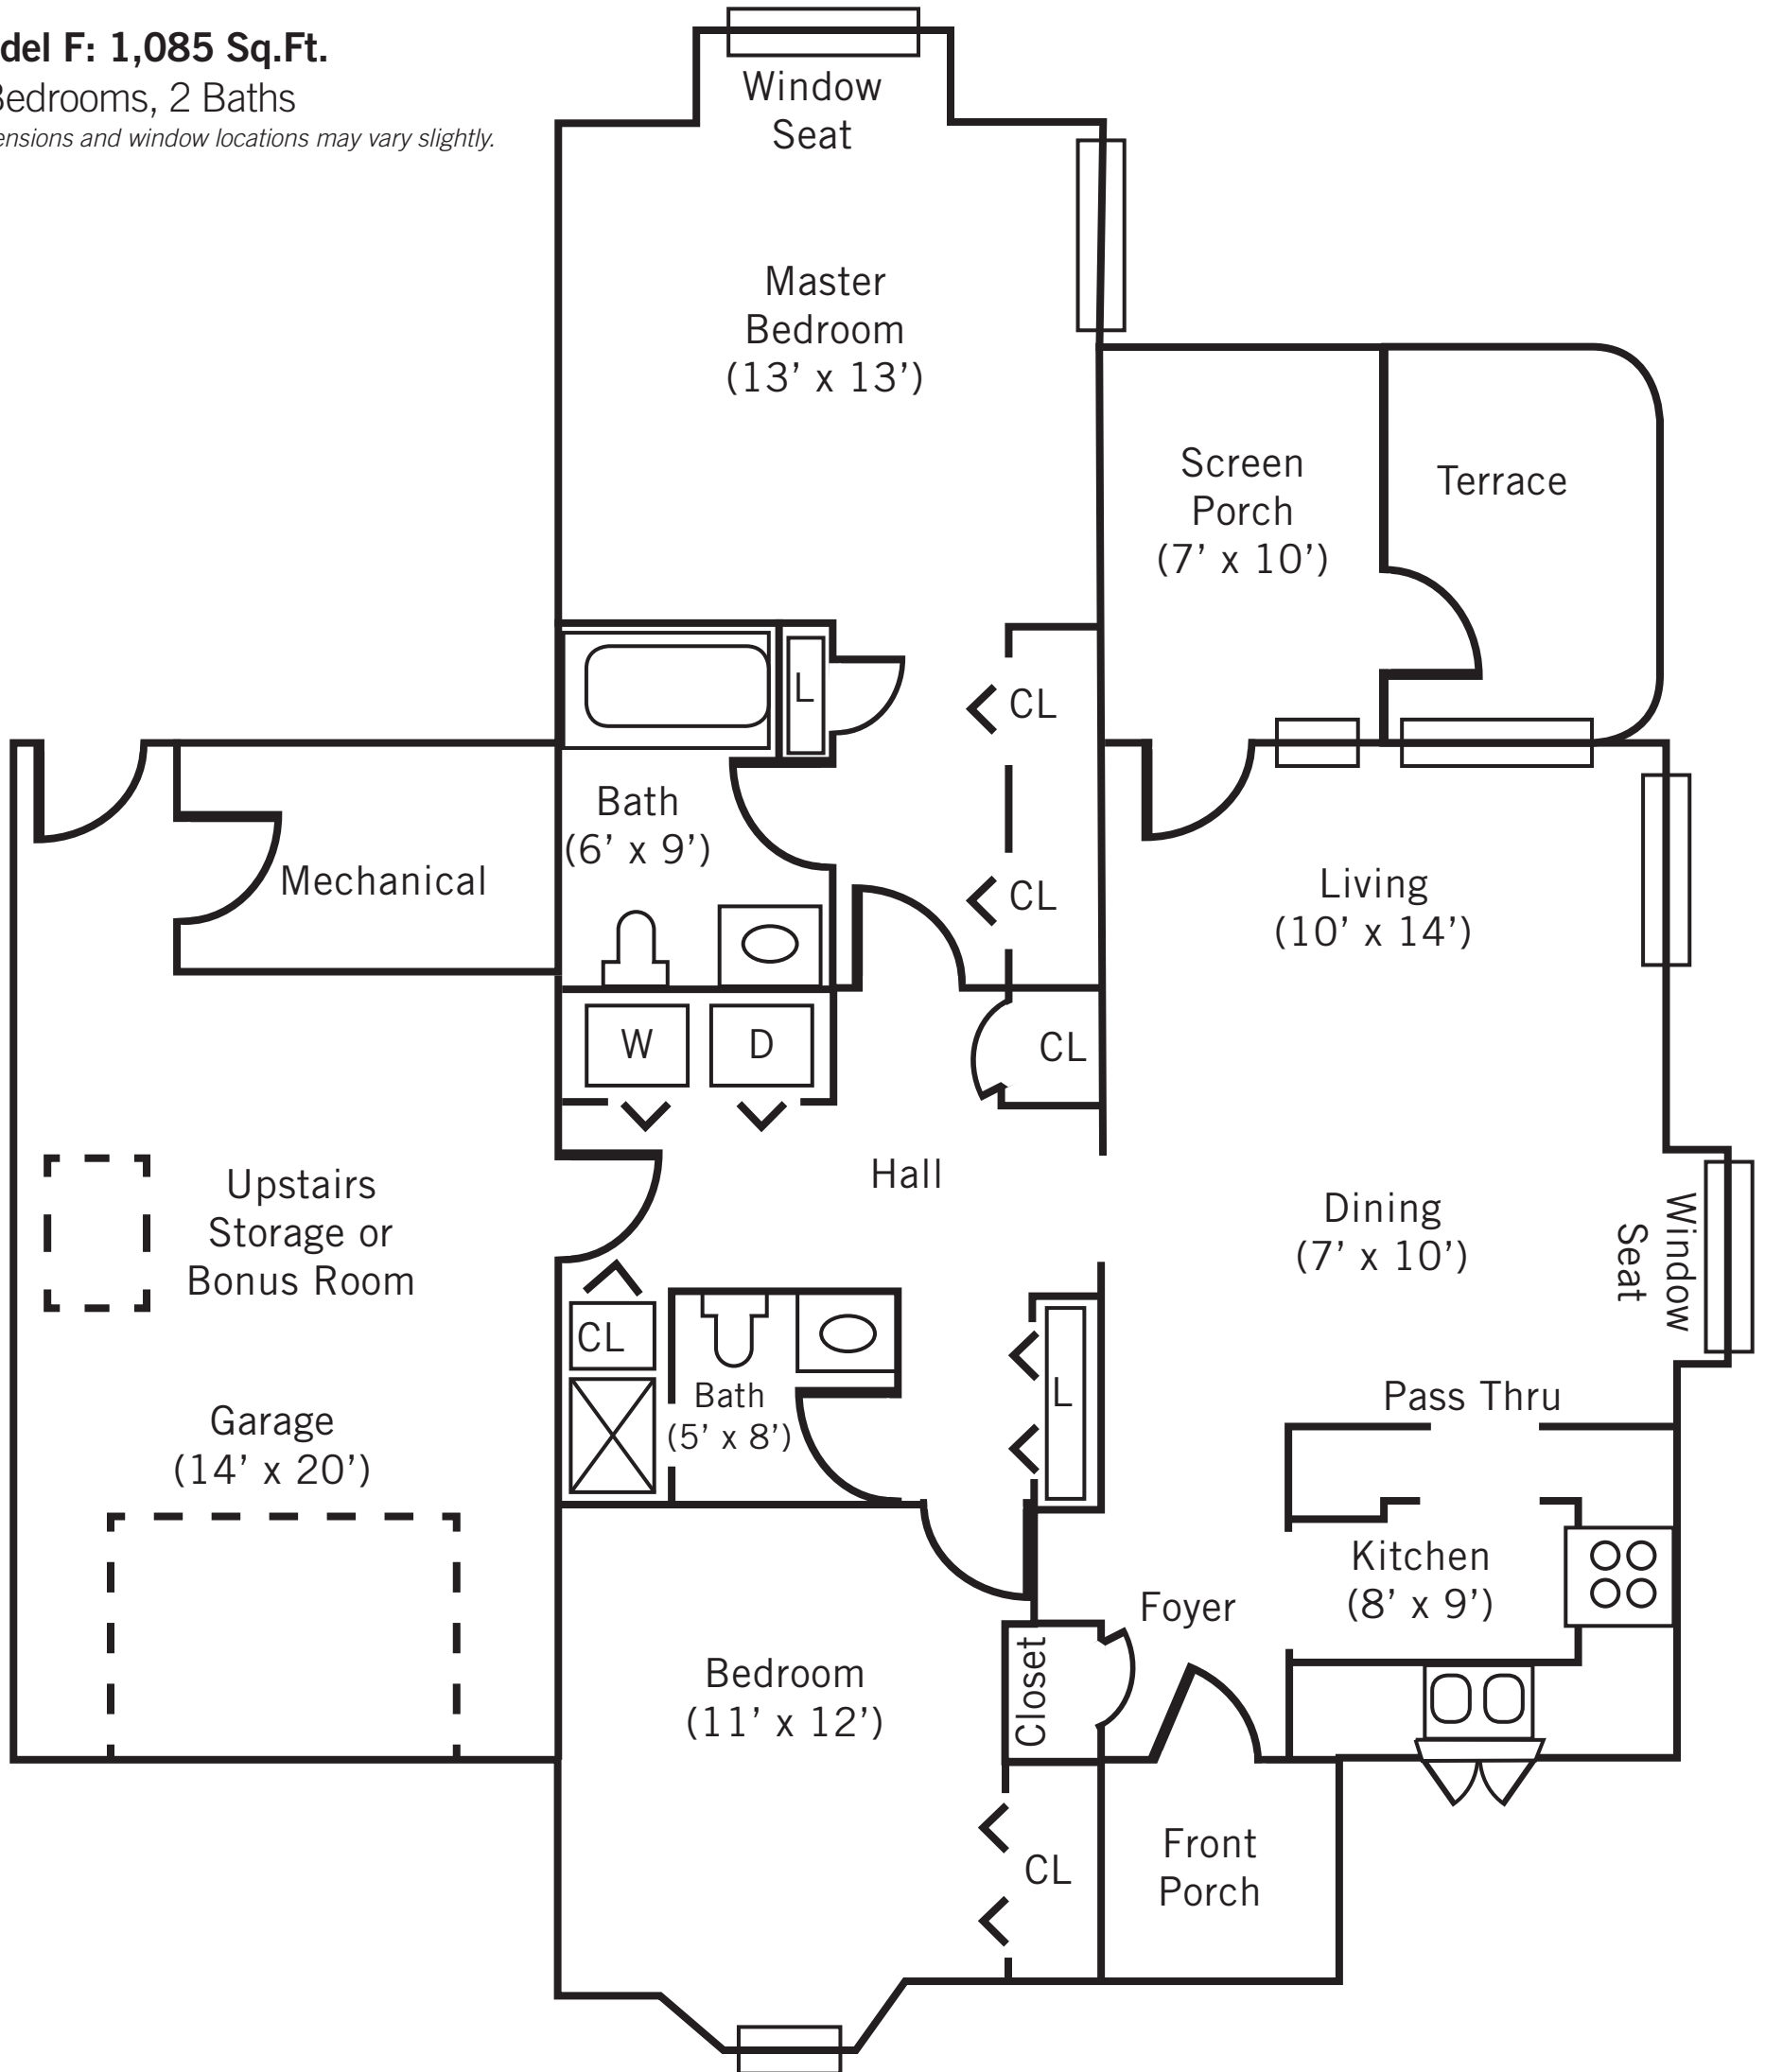 del F: 1,085 Sq.Ft.
Bedrooms, 2 Baths
ensions and window locations may vary slightly.
Window
Seat
Master
Bedroom
(13’ x 13’)
Screen
Porch
(7’ x 10’)
Terrace
L
CL
Bath
(6’ x 9’)
Mechanical
CL
Living
(10’ x 14’)
W
D
CL
Hall
Upstairs
Storage or
Bonus Room
Dining
(7’ x 10’)
Window
Seat
CL
Bath
(5’ x 8’)
L
Pass Thru
Garage
(14’ x 20’)
Kitchen
(8’ x 9’)
Foyer
Closet
Bedroom
(11’ x 12’)
CL
Front
Porch